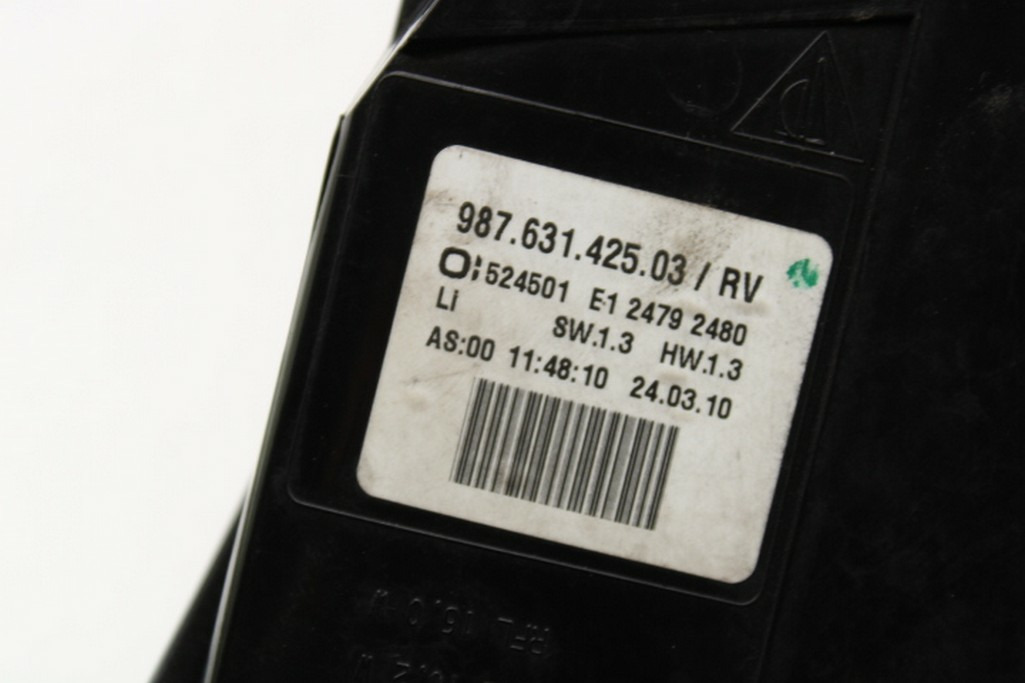 987.631.425.03 / RV
524501 E1 2479 2480
Li SW.1.3 HW.1.3
AS:00 11:48:10 24.03.10